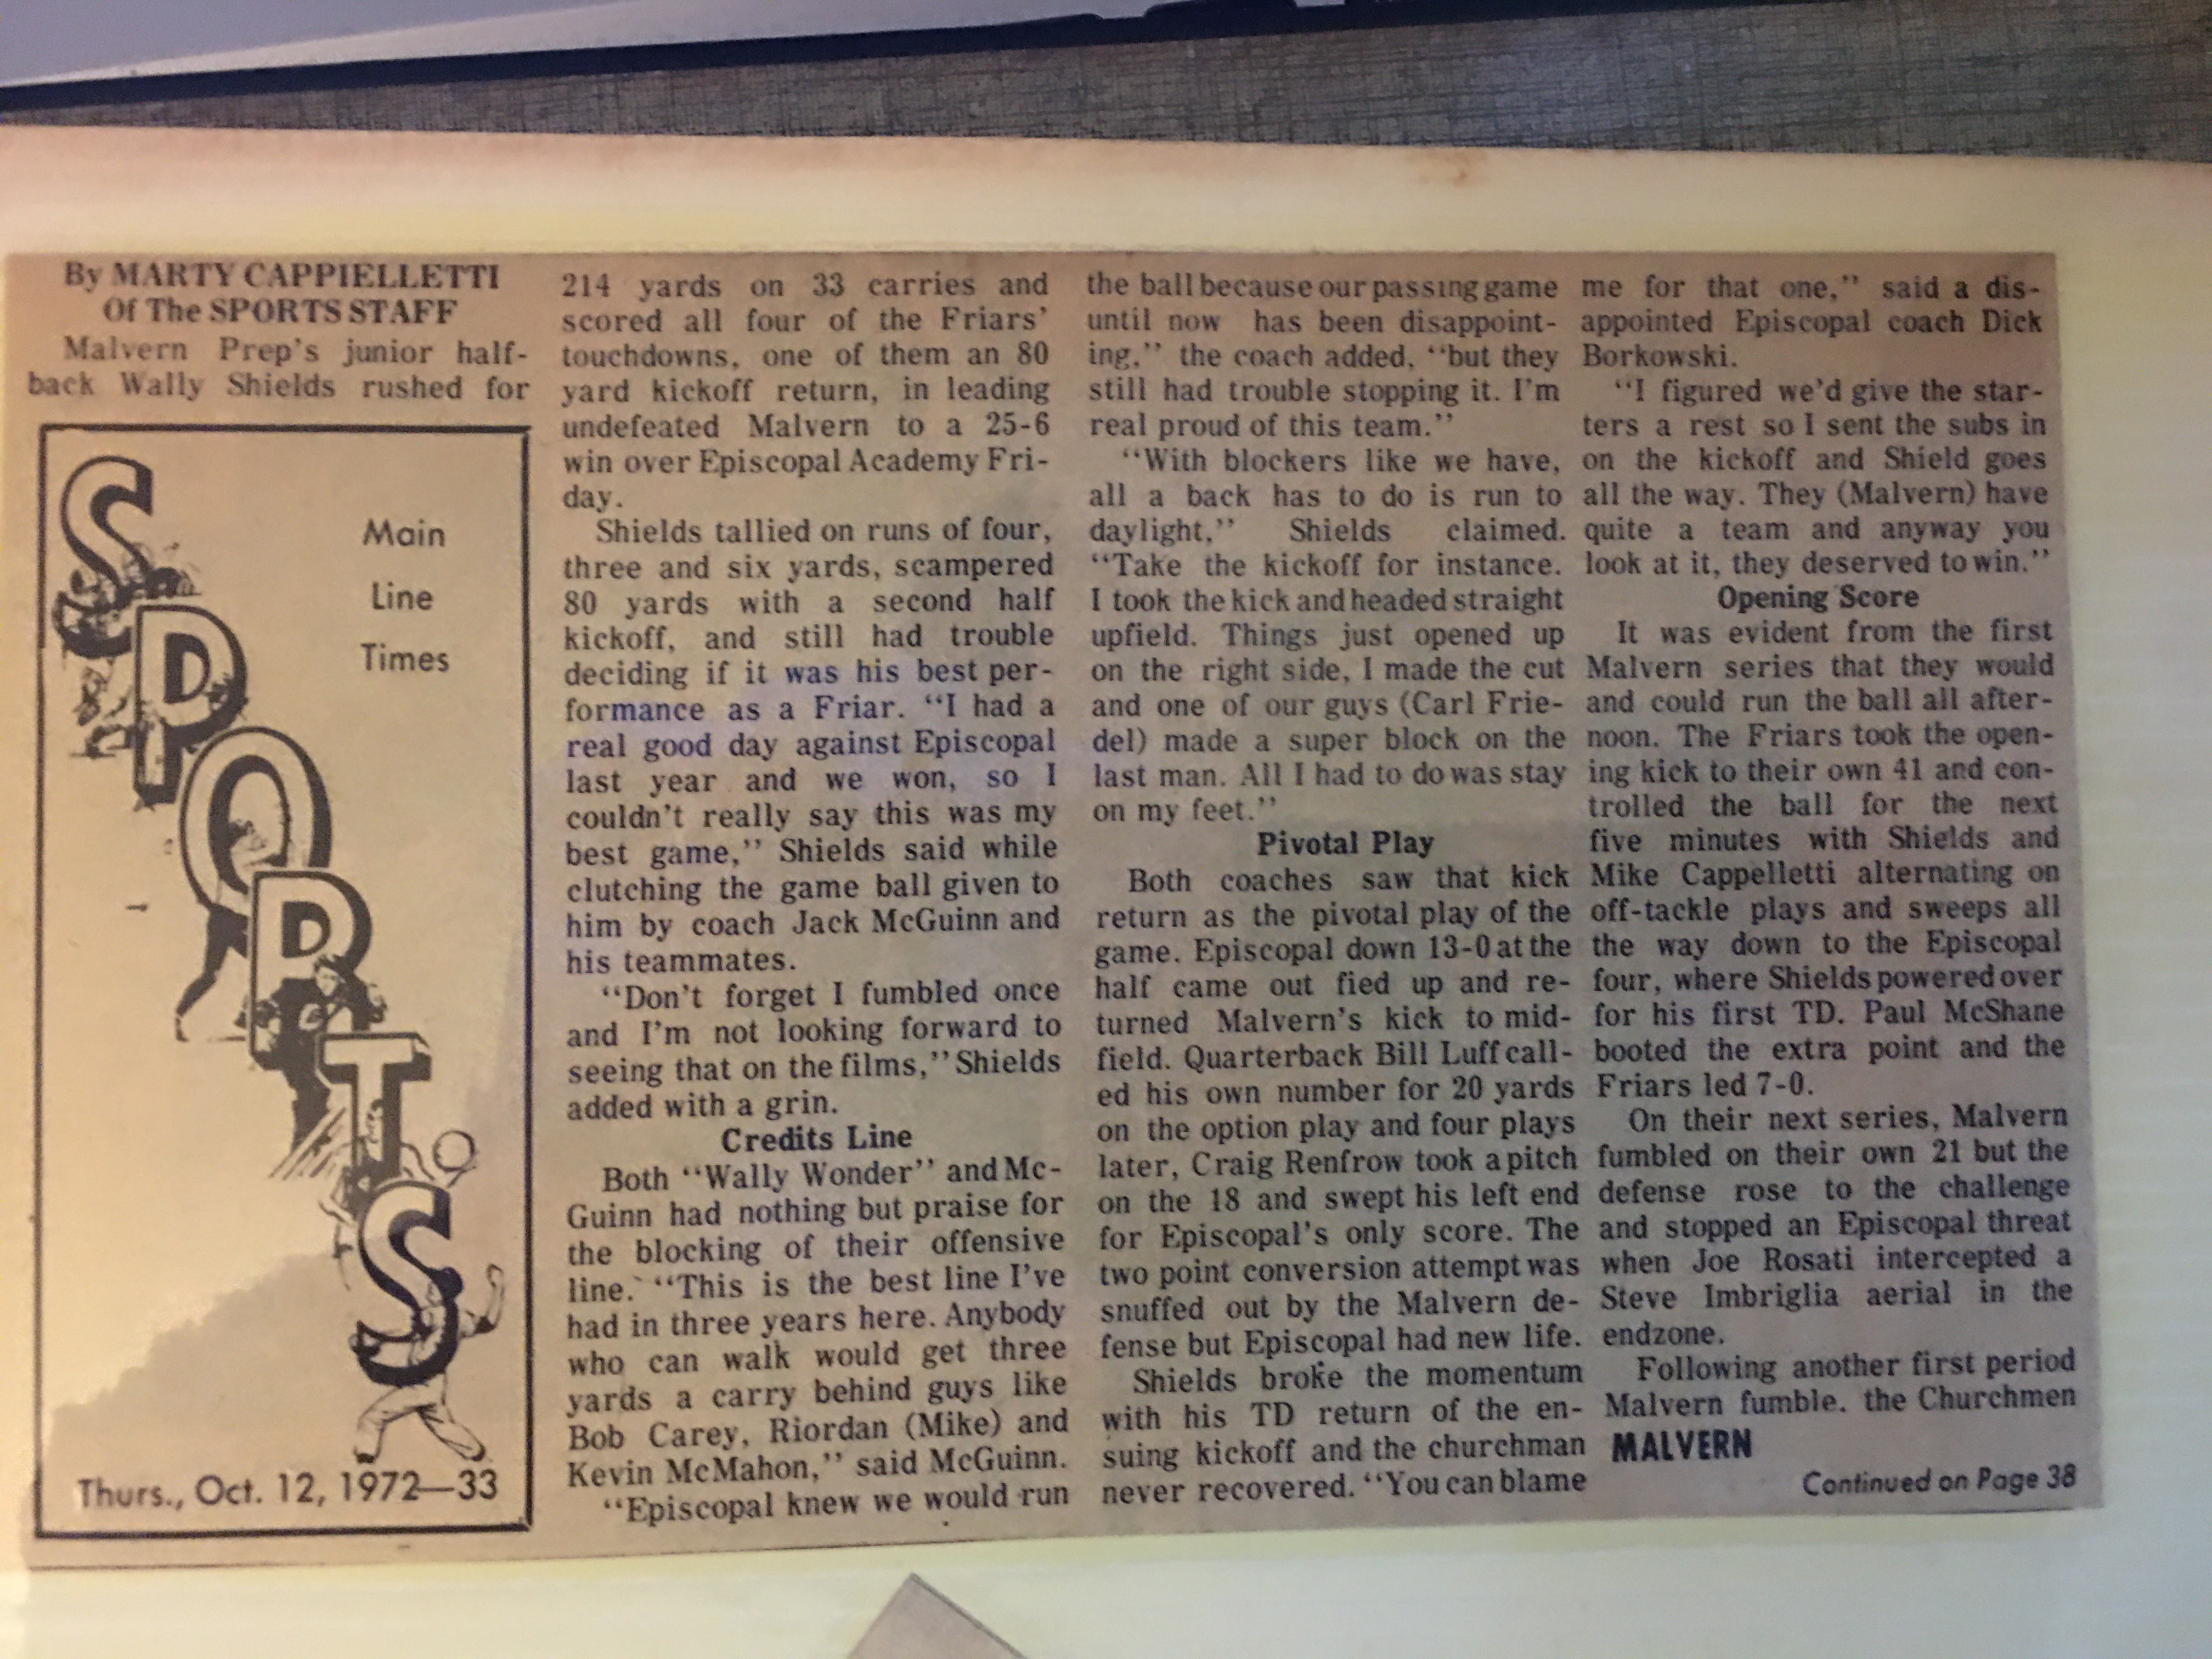 By MARTY CAPPIELLETTI
Of The SPORTS STAFF
Malvern Prep's junior half-
back Wally Shields rushed for
SPORTS
Main
Line
Times
Thurs., Oct. 12, 1972—33
214 yards on 33 carries and
scored all four of the Friars'
touchdowns, one of them an 80
yard kickoff return, in leading
undefeated Malvern to a 25-6
win over Episcopal Academy Fri-
day.
Shields tallied on runs of four,
three and six yards, scampered
80 yards with a second half
kickoff, and still had trouble
deciding if it was his best per-
formance as a Friar. "I had a
real good day against Episcopal
last year and we won, so I
couldn't really say this was my
best game," Shields said while
clutching the game ball given to
him by coach Jack McGuinn and
his teammates.
"Don't forget I fumbled once
and I'm not looking forward to
seeing that on the films," Shields
added with a grin.
Credits Line
Both "Wally Wonder" and Mc-
Guinn had nothing but praise for
the blocking of their offensive
line. "This is the best line I've
had in three years here. Anybody
who can walk would get three
yards a carry behind guys like
Bob Carey, Riordan (Mike) and
Kevin McMahon," said McGuinn.
"Episcopal knew we would run
the ball because our passing game
until now has been disappoint-
ing," the coach added, "but they
still had trouble stopping it. I'm
real proud of this team."
"With blockers like we have,
all a back has to do is run to
daylight," Shields claimed.
"Take the kickoff for instance.
I took the kick and headed straight
upfield. Things just opened up
on the right side, I made the cut
and one of our guys (Carl Frie-
del) made a super block on the
last man. All I had to do was stay
on my feet."
Pivotal Play
Both coaches saw that kick
return as the pivotal play of the
game. Episcopal down 13-0 at the
half came out fied up and re-
turned Malvern's kick to mid-
field. Quarterback Bill Luff call-
ed his own number for 20 yards
on the option play and four plays
later, Craig Renfrow took a pitch
on the 18 and swept his left end
for Episcopal's only score. The
two point conversion attempt was
snuffed out by the Malvern de-
fense but Episcopal had new life.
Shields broke the momentum
with his TD return of the en-
suing kickoff and the churchman
never recovered. "You can blame
me for that one," said a dis-
appointed Episcopal coach Dick
Borkowski.
"I figured we'd give the star-
ters a rest so I sent the subs in
on the kickoff and Shield goes
all the way. They (Malvern) have
quite a team and anyway you
look at it, they deserved to win."
Opening Score
It was evident from the first
Malvern series that they would
and could run the ball all after-
noon. The Friars took the open-
ing kick to their own 41 and con-
trolled the ball for the next
five minutes with Shields and
Mike Cappelletti alternating on
off-tackle plays and sweeps all
the way down to the Episcopal
four, where Shields powered over
for his first TD. Paul McShane
booted the extra point and the
Friars led 7-0.
On their next series, Malvern
fumbled on their own 21 but the
defense rose to the challenge
and stopped an Episcopal threat
when Joe Rosati intercepted a
Steve Imbriglia aerial in the
endzone.
Following another first period
Malvern fumble, the Churchmen
MALVERN
Continued on Page 38